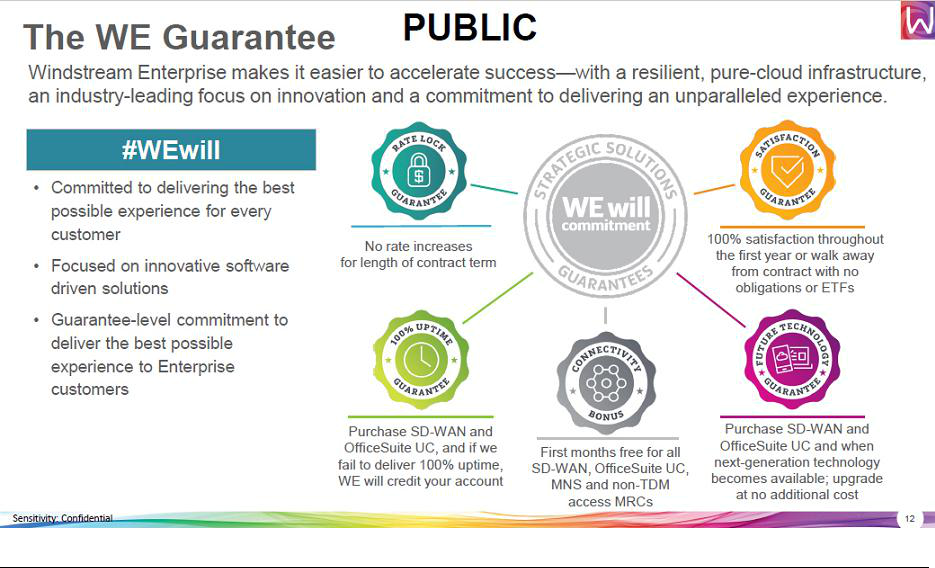 The WE Guarantee
PUBLIC
W
Windstream Enterprise makes it easier to accelerate success—with a resilient, pure-cloud infrastructure,
an industry-leading focus on innovation and a commitment to delivering an unparalleled experience.
#WEwill
• Committed to delivering the best
possible experience for every
customer
• Focused on innovative software
driven solutions
• Guarantee-level commitment to
deliver the best possible
experience to Enterprise
customers
RATE LOCK
$
GUARANTEE
No rate increases
for length of contract term
STRATEGIC SOLUTIONS
WE will
commitment
GUARANTEES
SATISFACTION
GUARANTEE
100% satisfaction throughout
the first year or walk away
from contract with no
obligations or ETFs
100% UPTIME
GUARANTEE
Purchase SD-WAN and
OfficeSuite UC, and if we
fail to deliver 100% uptime,
WE will credit your account
CONNECTIVITY
BONUS
First months free for all
SD-WAN, OfficeSuite UC,
MNS and non-TDM
access MRCs
FUTURE TECHNOLOGY
GUARANTEE
Purchase SD-WAN and
OfficeSuite UC and when
next-generation technology
becomes available; upgrade
at no additional cost
Sensitivity: Confidential
12